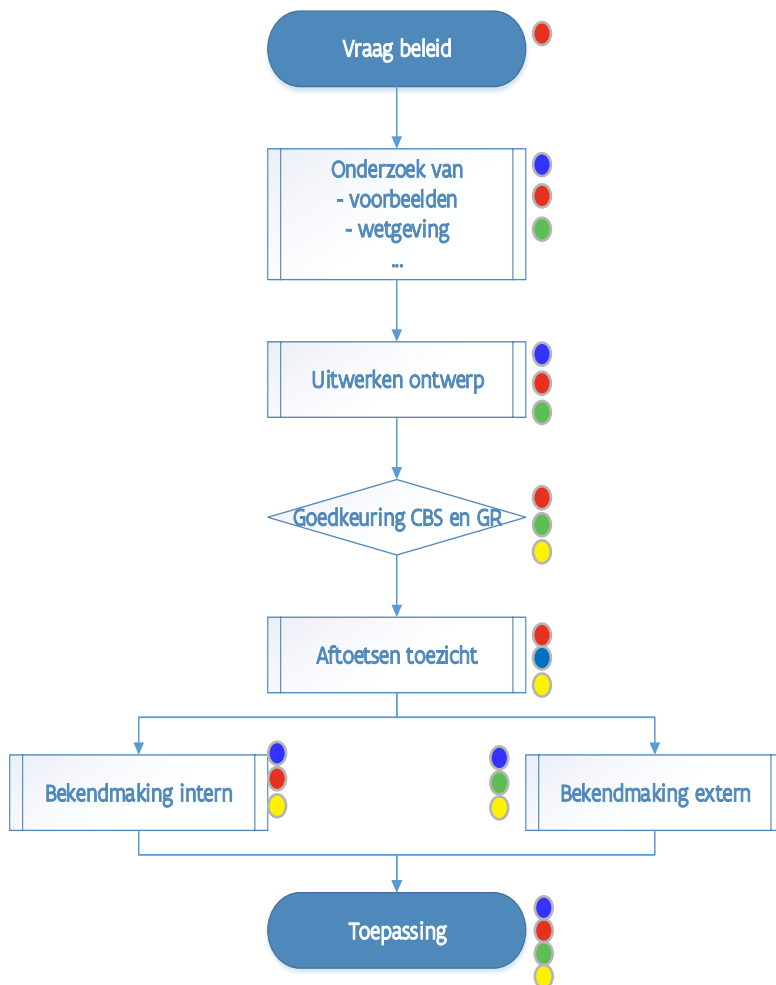 Vraag beleid
Onderzoek van
- voorbeelden
- wetgeving
...
Uitwerken ontwerp
Goedkeuring CBS en GR
Aftoetsen toezicht
Bekendmaking intern
Bekendmaking extern
Toepassing